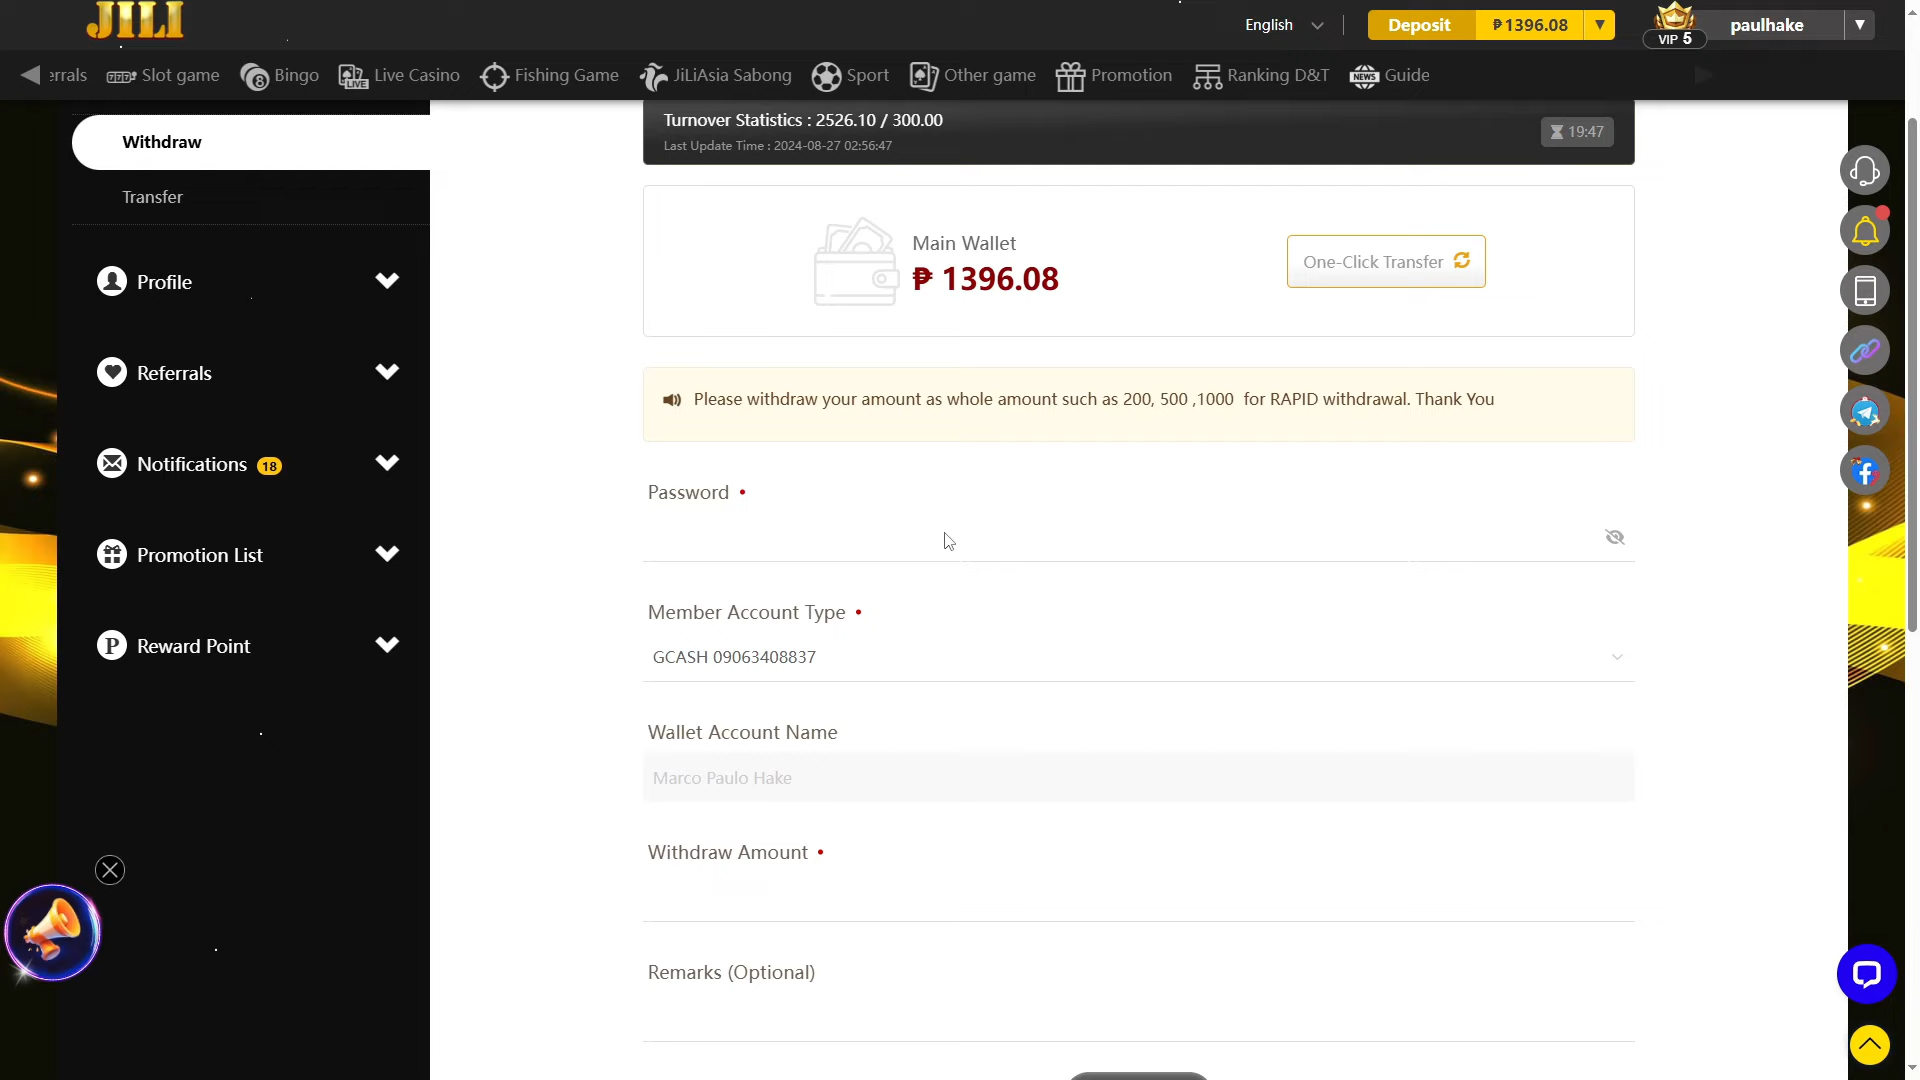 JILI
English
Deposit
₱1396.08
VIP 5
paulhake
errals
Slot game
Bingo
LIVE
Live Casino
Fishing Game
JiLiAsia Sabong
Sport
Other game
Promotion
Ranking D&T
NEWS
Guide
Withdraw
Transfer
Profile
Referrals
Notifications 18
Promotion List
Reward Point
Turnover Statistics : 2526.10 / 300.00
Last Update Time : 2024-08-27 02:56:47
19:47
Main Wallet
₱ 1396.08
One-Click Transfer
Please withdraw your amount as whole amount such as 200, 500 ,1000 for RAPID withdrawal. Thank You
Password
Member Account Type
GCASH 09063408837
Wallet Account Name
Marco Paulo Hake
Withdraw Amount
Remarks (Optional)